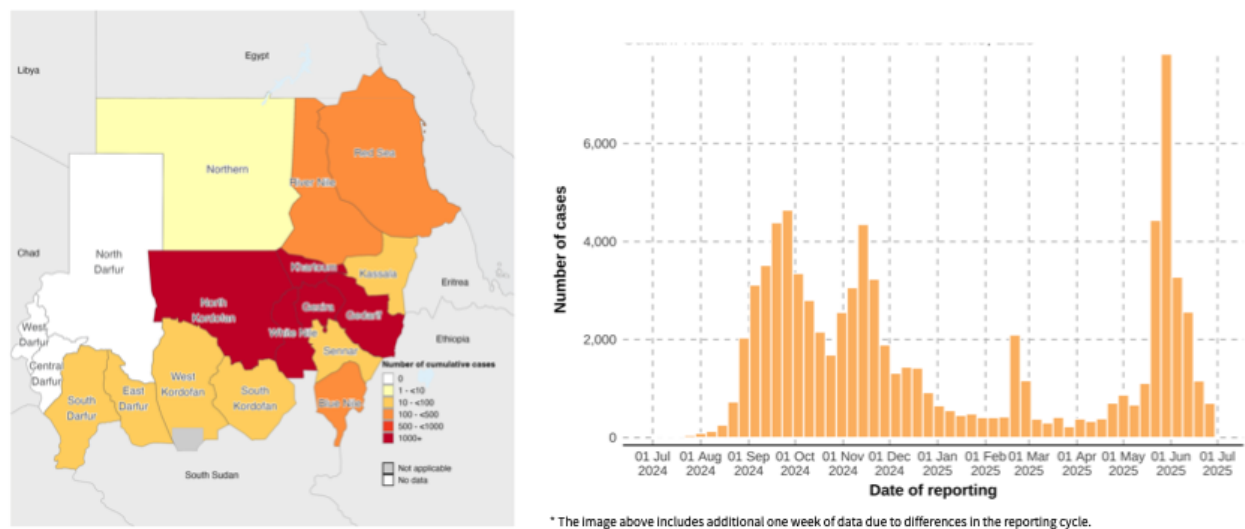 Egypt
Libya
Northern
River Nile
Red Sea
Chad
North
Darfur
Khartoum
Kassala
Eritrea
North
Kordofan
Gezira
Gedarif
White Nile
Ethiopia
West
Darfur
Central
Darfur
Sennar
West
Kordofan
South
Kordofan
South
Darfur
East
Darfur
Blue Nile
South Sudan
Number of cumulative cases
0
1 - <10
10 - <100
100 - <500
500 - <1000
1000+
Not applicable
No data
Number of cases
6,000
4,000
2,000
0
01 Jul 01 Aug 01 Sep 01 Oct 01 Nov 01 Dec 01 Jan 01 Feb 01 Mar 01 Apr 01 May 01 Jun 01 Jul
2024 2024 2024 2024 2024 2024 2025 2025 2025 2025 2025 2025 2025
Date of reporting
* The image above includes additional one week of data due to differences in the reporting cycle.